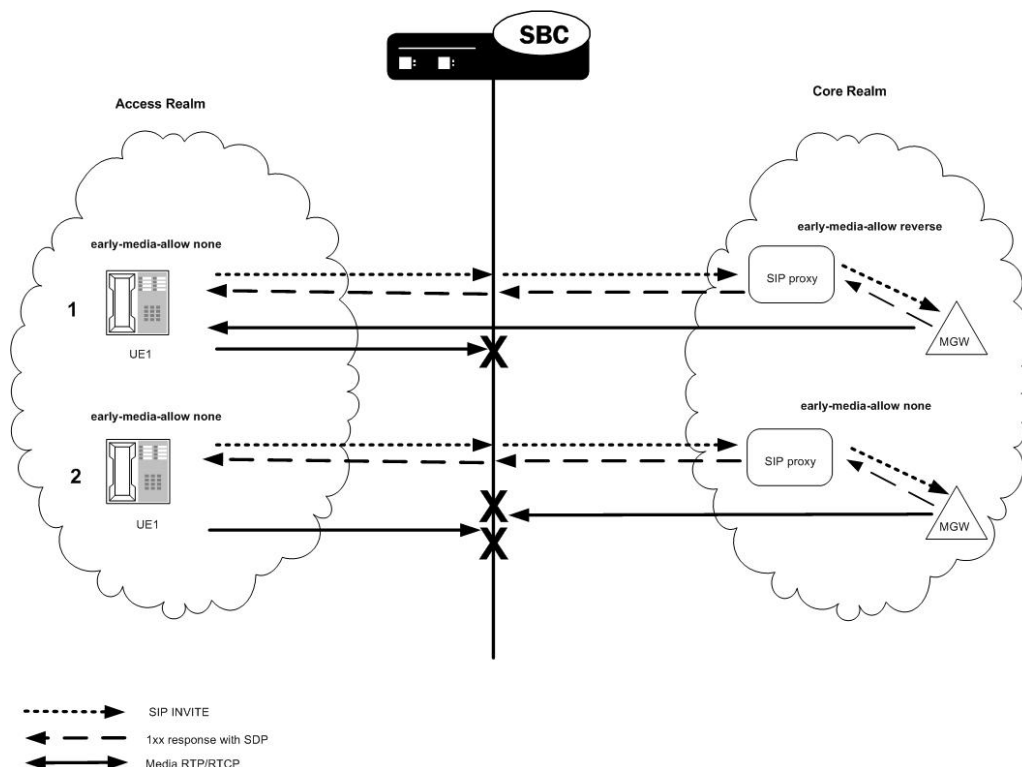 SBC
Access Realm
Core Realm
early-media-allow none
early-media-allow reverse
1
UE1
SIP proxy
MGW
X
early-media-allow none
early-media-allow none
2
UE1
SIP proxy
MGW
X
X
SIP INVITE
1xx response with SDP
Media RTP/RTCP